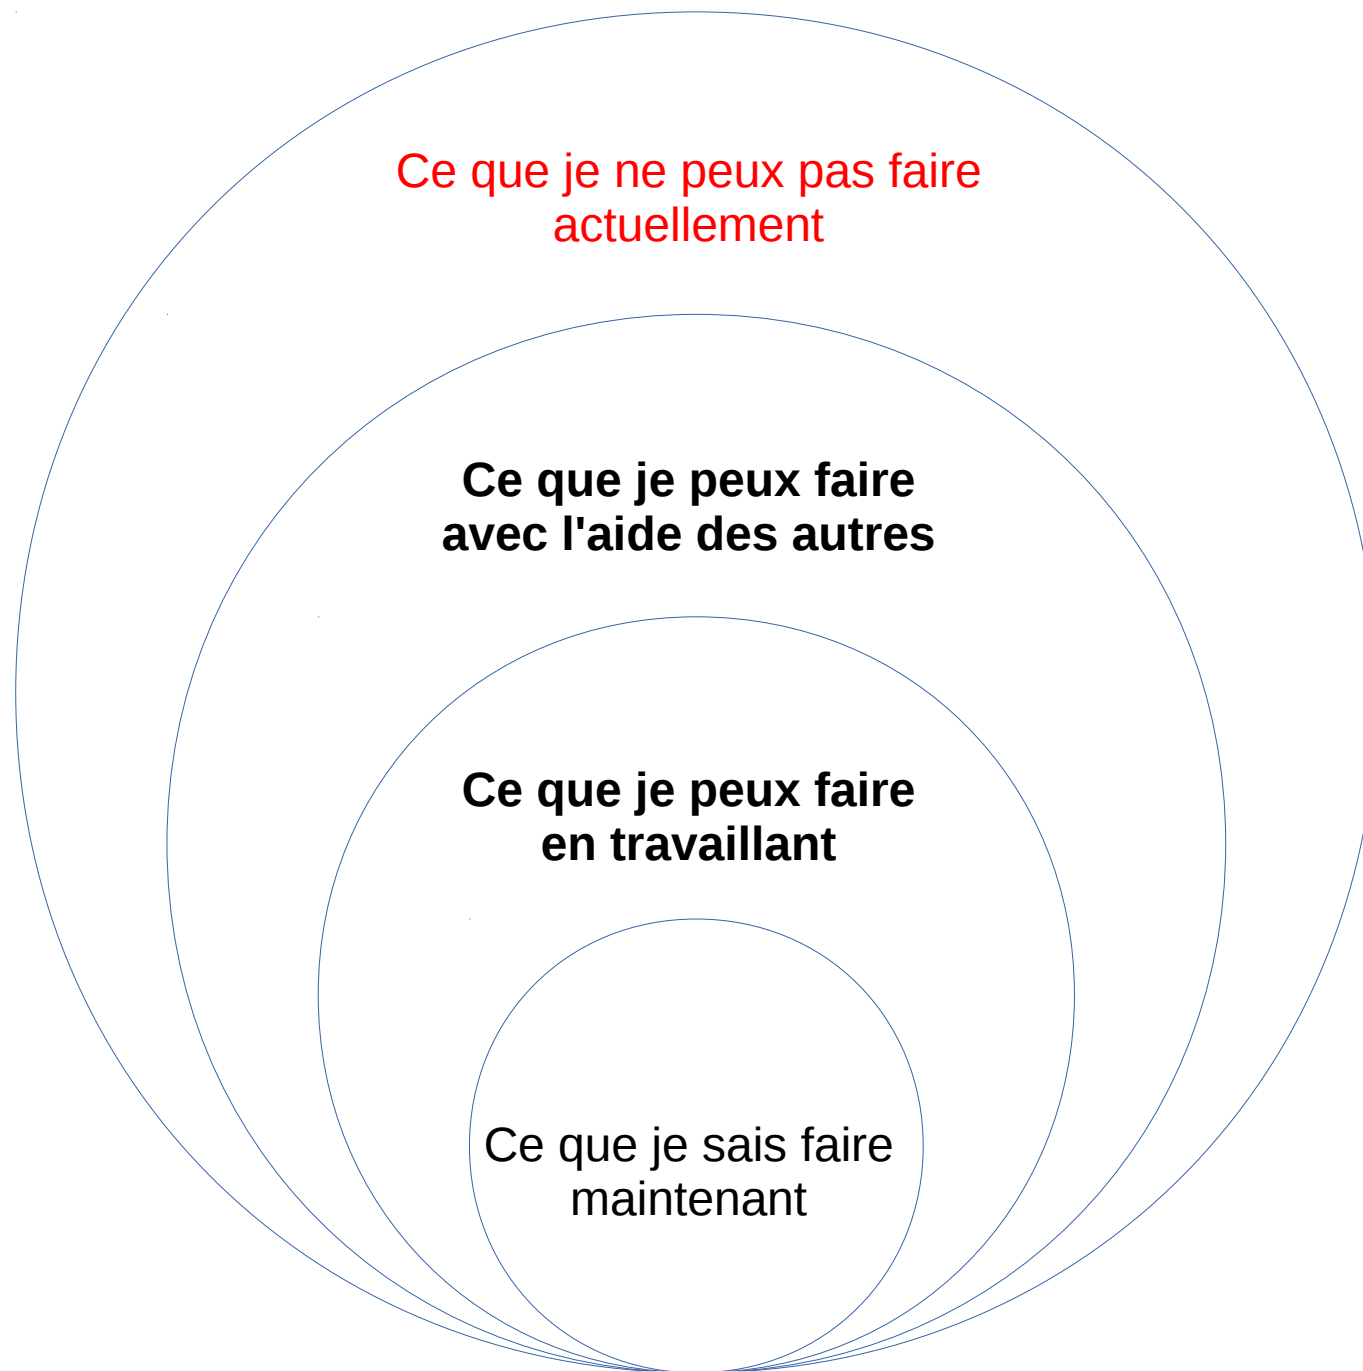 Ce que je ne peux pas faire
actuellement
Ce que je peux faire
avec l'aide des autres
Ce que je peux faire
en travaillant
Ce que je sais faire
maintenant